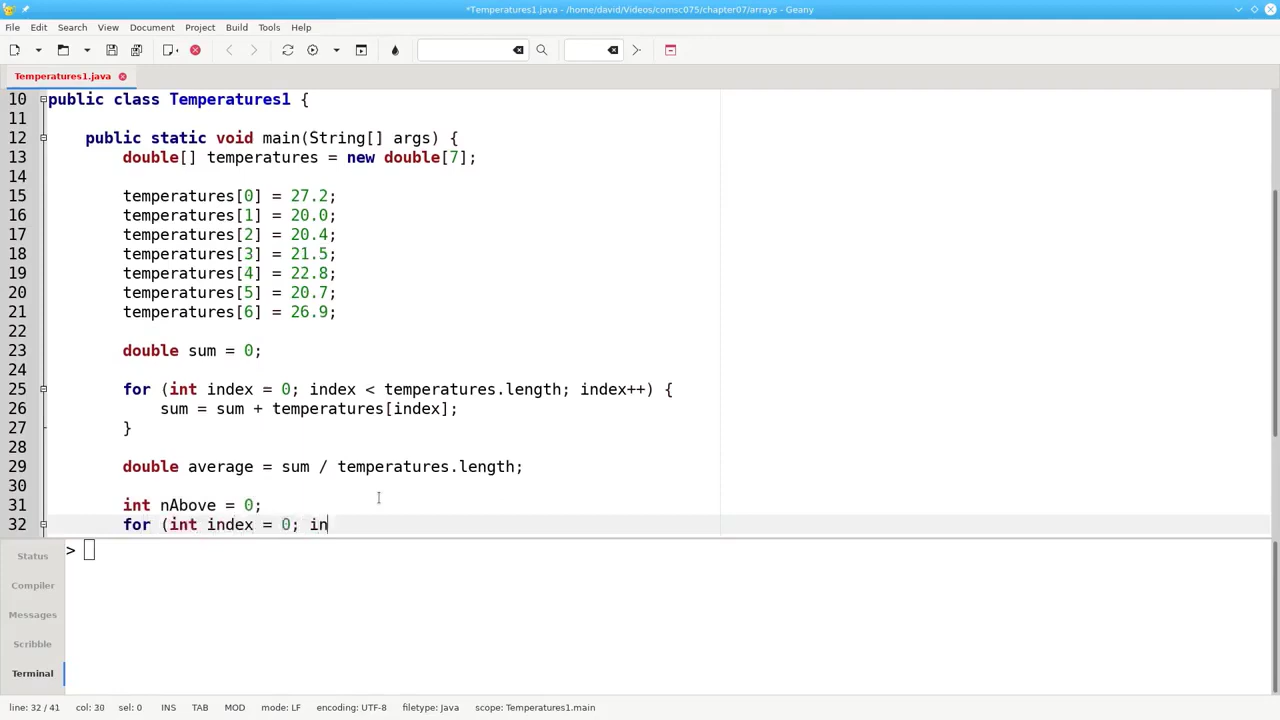 *Temperatures1.java - /home/david/Videos/comsc075/chapter07/arrays - Geany
File Edit Search View Document Project Build Tools Help
Temperatures1.java
10 public class Temperatures1 {
11
12 public static void main(String[] args) {
13 double[] temperatures = new double[7];
14
15 temperatures[0] = 27.2;
16 temperatures[1] = 20.0;
17 temperatures[2] = 20.4;
18 temperatures[3] = 21.5;
19 temperatures[4] = 22.8;
20 temperatures[5] = 20.7;
21 temperatures[6] = 26.9;
22
23 double sum = 0;
24
25 for (int index = 0; index < temperatures.length; index++) {
26 sum = sum + temperatures[index];
27 }
28
29 double average = sum / temperatures.length;
30
31 int nAbove = 0;
32 for (int index = 0; in
>
Status
Compiler
Messages
Scribble
Terminal
line: 32 / 41 col: 30 sel: 0 INS TAB MOD mode: LF encoding: UTF-8 filetype: Java scope: Temperatures1.main